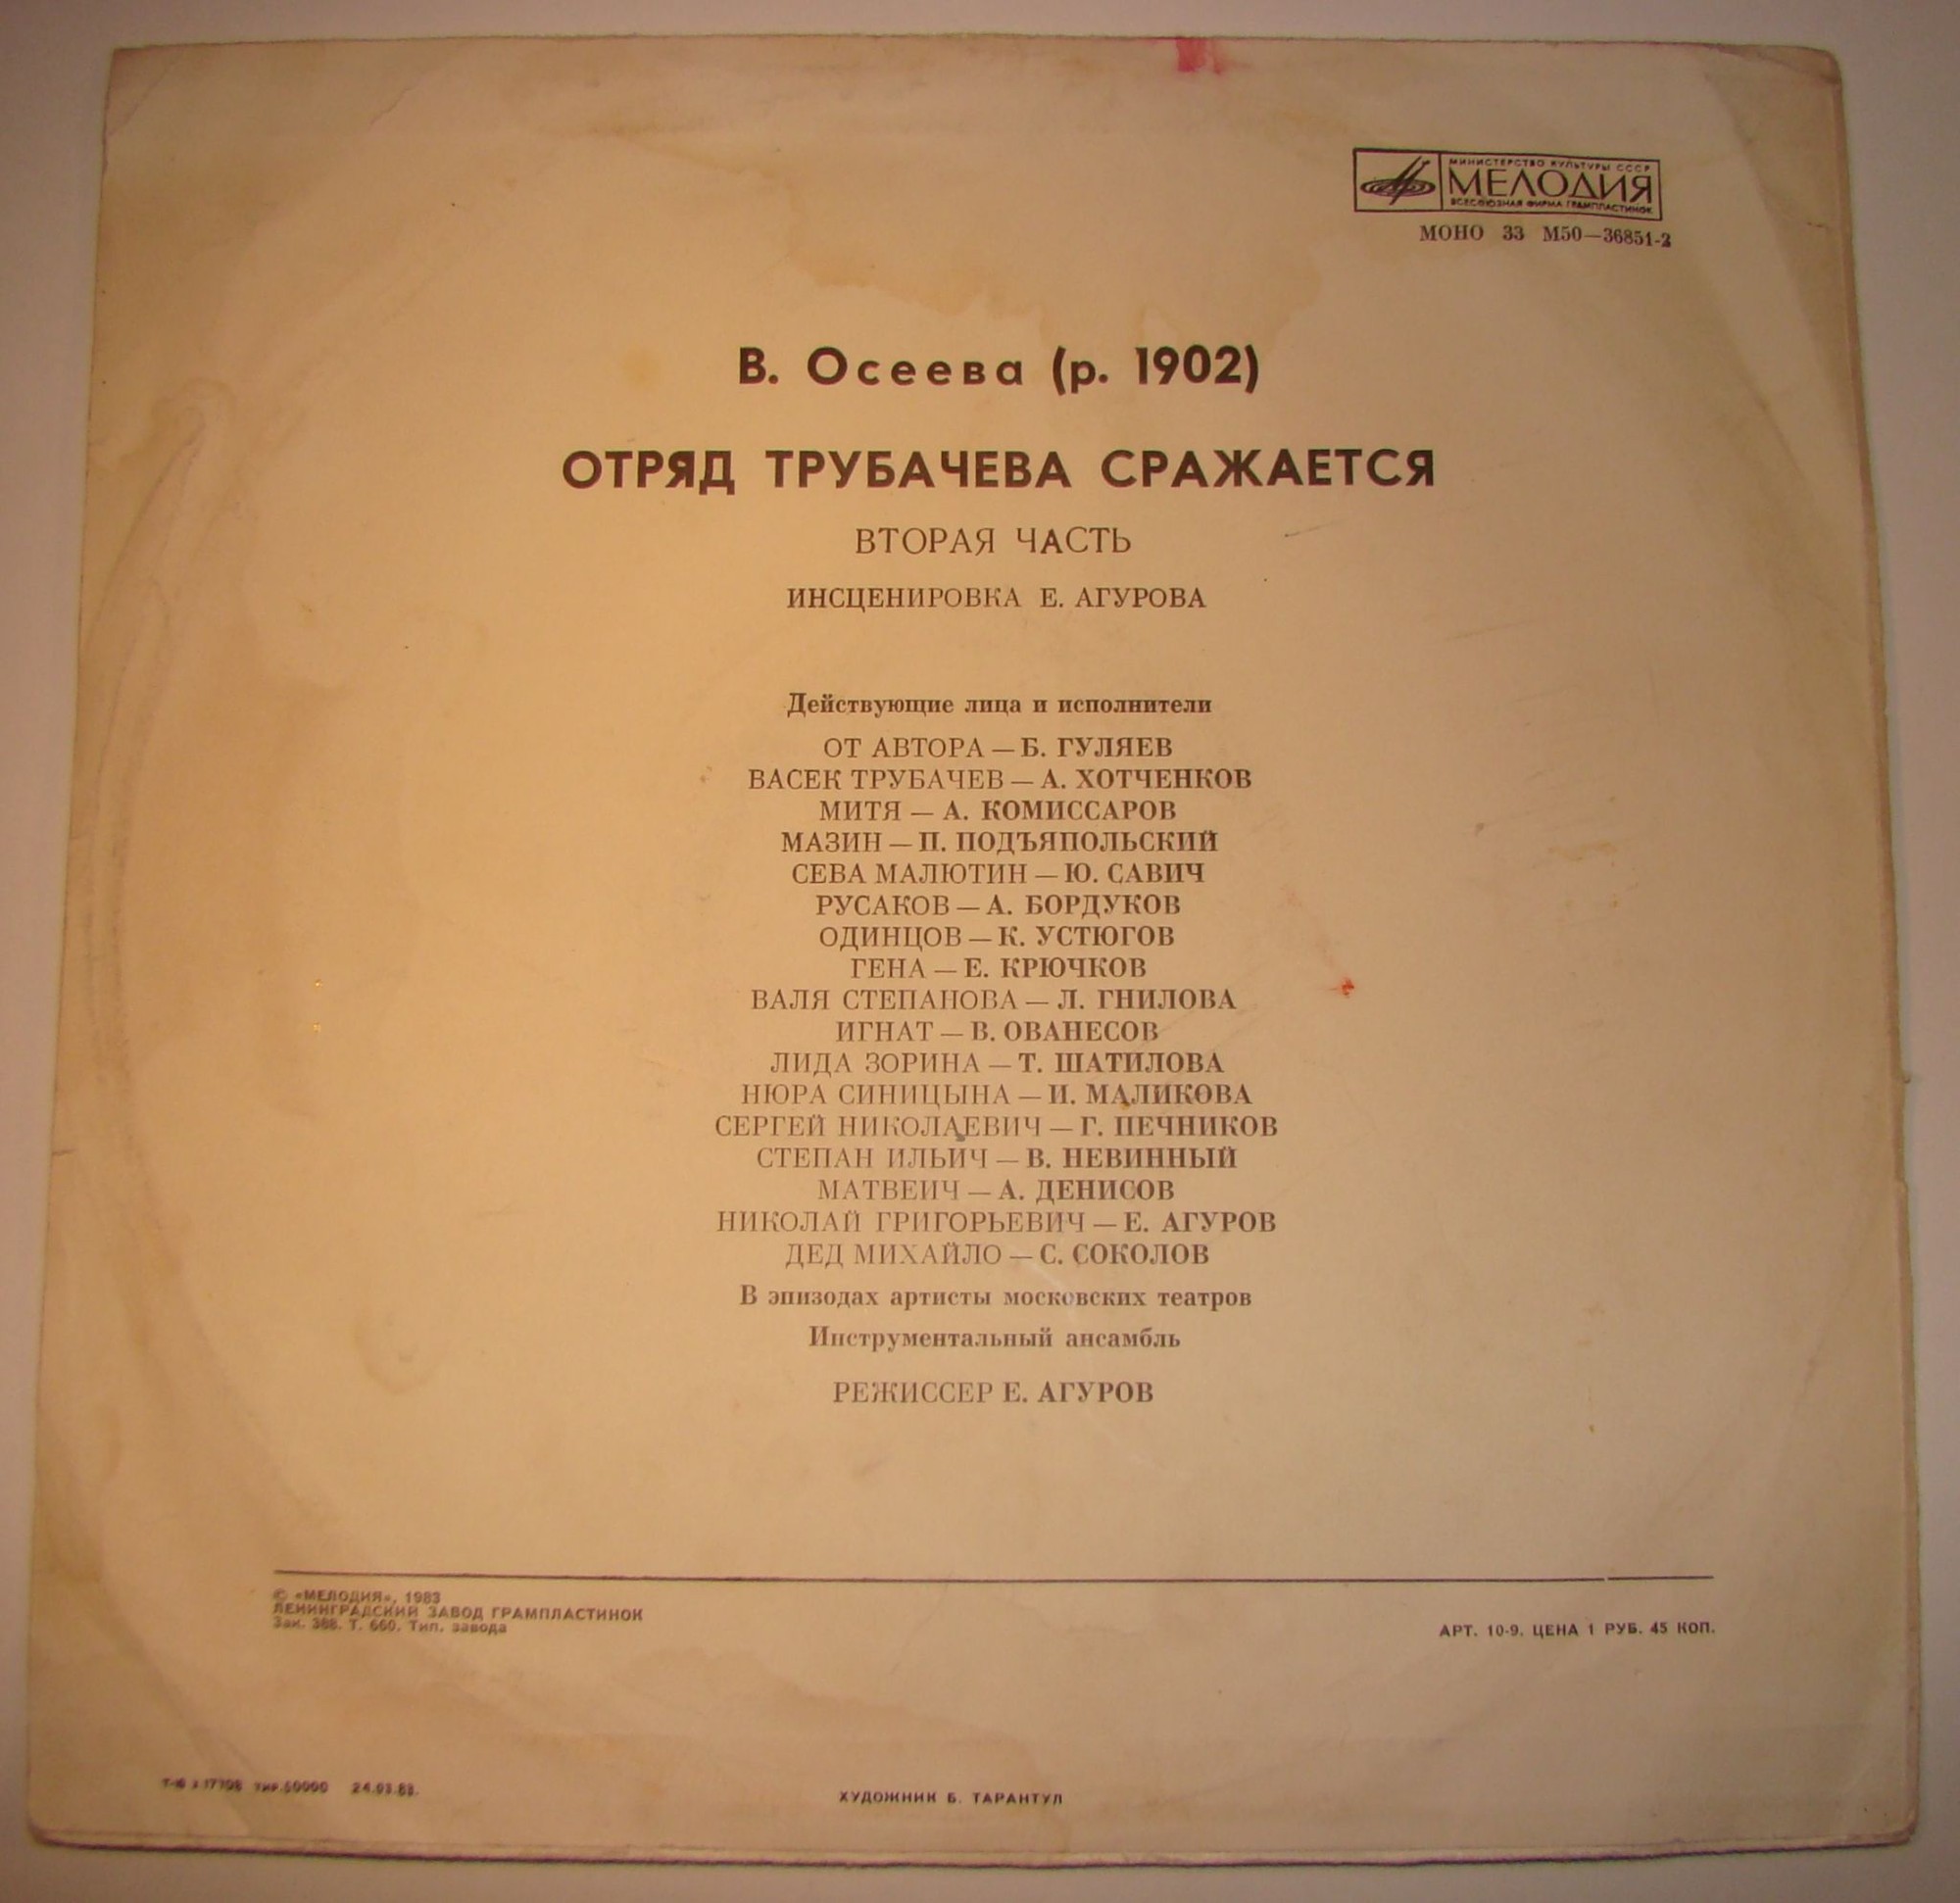 МИНИСТЕРСТВО КУЛЬТУРЫ СССР
МЕЛОДИЯ
ВСЕСОЮЗНАЯ ФИРМА ГРАМПЛАСТИНОК
МОНО 33 М50—36851-2
В. Осеева (р. 1902)
ОТРЯД ТРУБАЧЕВА СРАЖАЕТСЯ
ВТОРАЯ ЧАСТЬ
ИНСЦЕНИРОВКА Е. АГУРОВА
Действующие лица и исполнители
ОТ АВТОРА — Б. ГУЛЯЕВ
ВАСЕК ТРУБАЧЕВ — А. ХОТЧЕНКОВ
МИТЯ — А. КОМИССАРОВ
МАЗИН — П. ПОДЪЯПОЛЬСКИЙ
СЕВА МАЛЮТИН — Ю. САВИЧ
РУСАКОВ — А. БОРДУКОВ
ОДИНЦОВ — К. УСТЮГОВ
ГЕНА — Е. КРЮЧКОВ
ВАЛЯ СТЕПАНОВА — Л. ГНИЛОВА
ИГНАТ — В. ОВАНЕСОВ
ЛИДА ЗОРИНА — Т. ШАТИЛОВА
НЮРА СИНИЦЫНА — И. МАЛИКОВА
СЕРГЕЙ НИКОЛАЕВИЧ — Г. ПЕЧНИКОВ
СТЕПАН ИЛЬИЧ — В. НЕВИННЫЙ
МАТВЕИЧ — А. ДЕНИСОВ
НИКОЛАЙ ГРИГОРЬЕВИЧ — Е. АГУРОВ
ДЕД МИХАЙЛО — С. СОКОЛОВ
В эпизодах артисты московских театров
Инструментальный ансамбль
РЕЖИССЕР Е. АГУРОВ
© «МЕЛОДИЯ», 1983
ЛЕНИНГРАДСКИЙ ЗАВОД ГРАМПЛАСТИНОК
Зак. 388. Т. 660. Тип. завода
АРТ. 10-9. ЦЕНА 1 РУБ. 45 КОП.
тир. 24.03.83.
ХУДОЖНИК Б. ТАРАНТУЛ